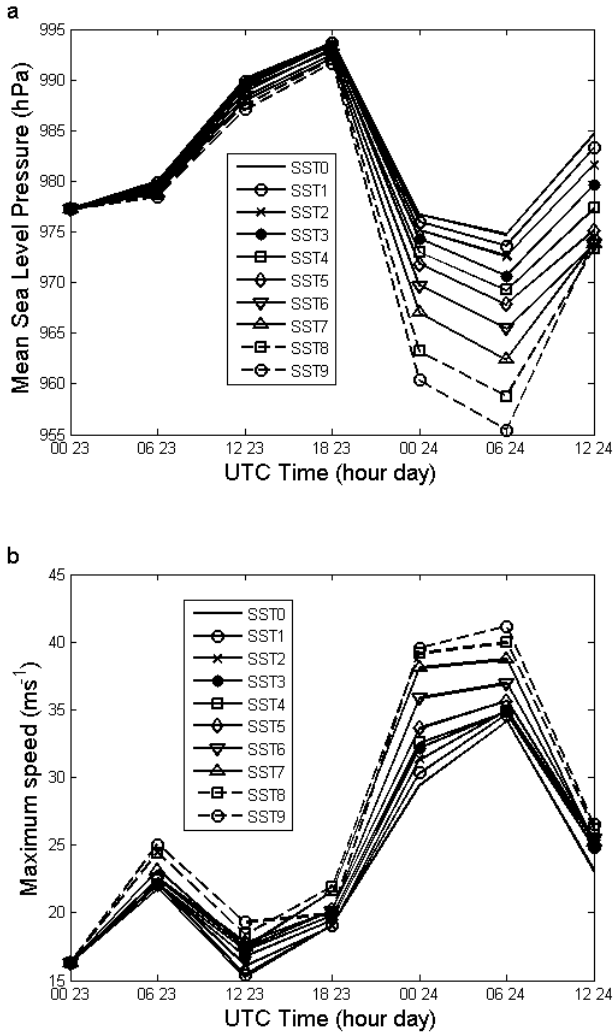 a
995
990
985
980
975
970
965
960
955
Mean Sea Level Pressure (hPa)
SST0
SST1
SST2
SST3
SST4
SST5
SST6
SST7
SST8
SST9
00 23 06 23 12 23 18 23 00 24 06 24 12 24
UTC Time (hour day)
b
45
40
35
30
25
20
15
Maximum speed (ms-1)
SST0
SST1
SST2
SST3
SST4
SST5
SST6
SST7
SST8
SST9
00 23 06 23 12 23 18 23 00 24 06 24 12 24
UTC Time (hour day)